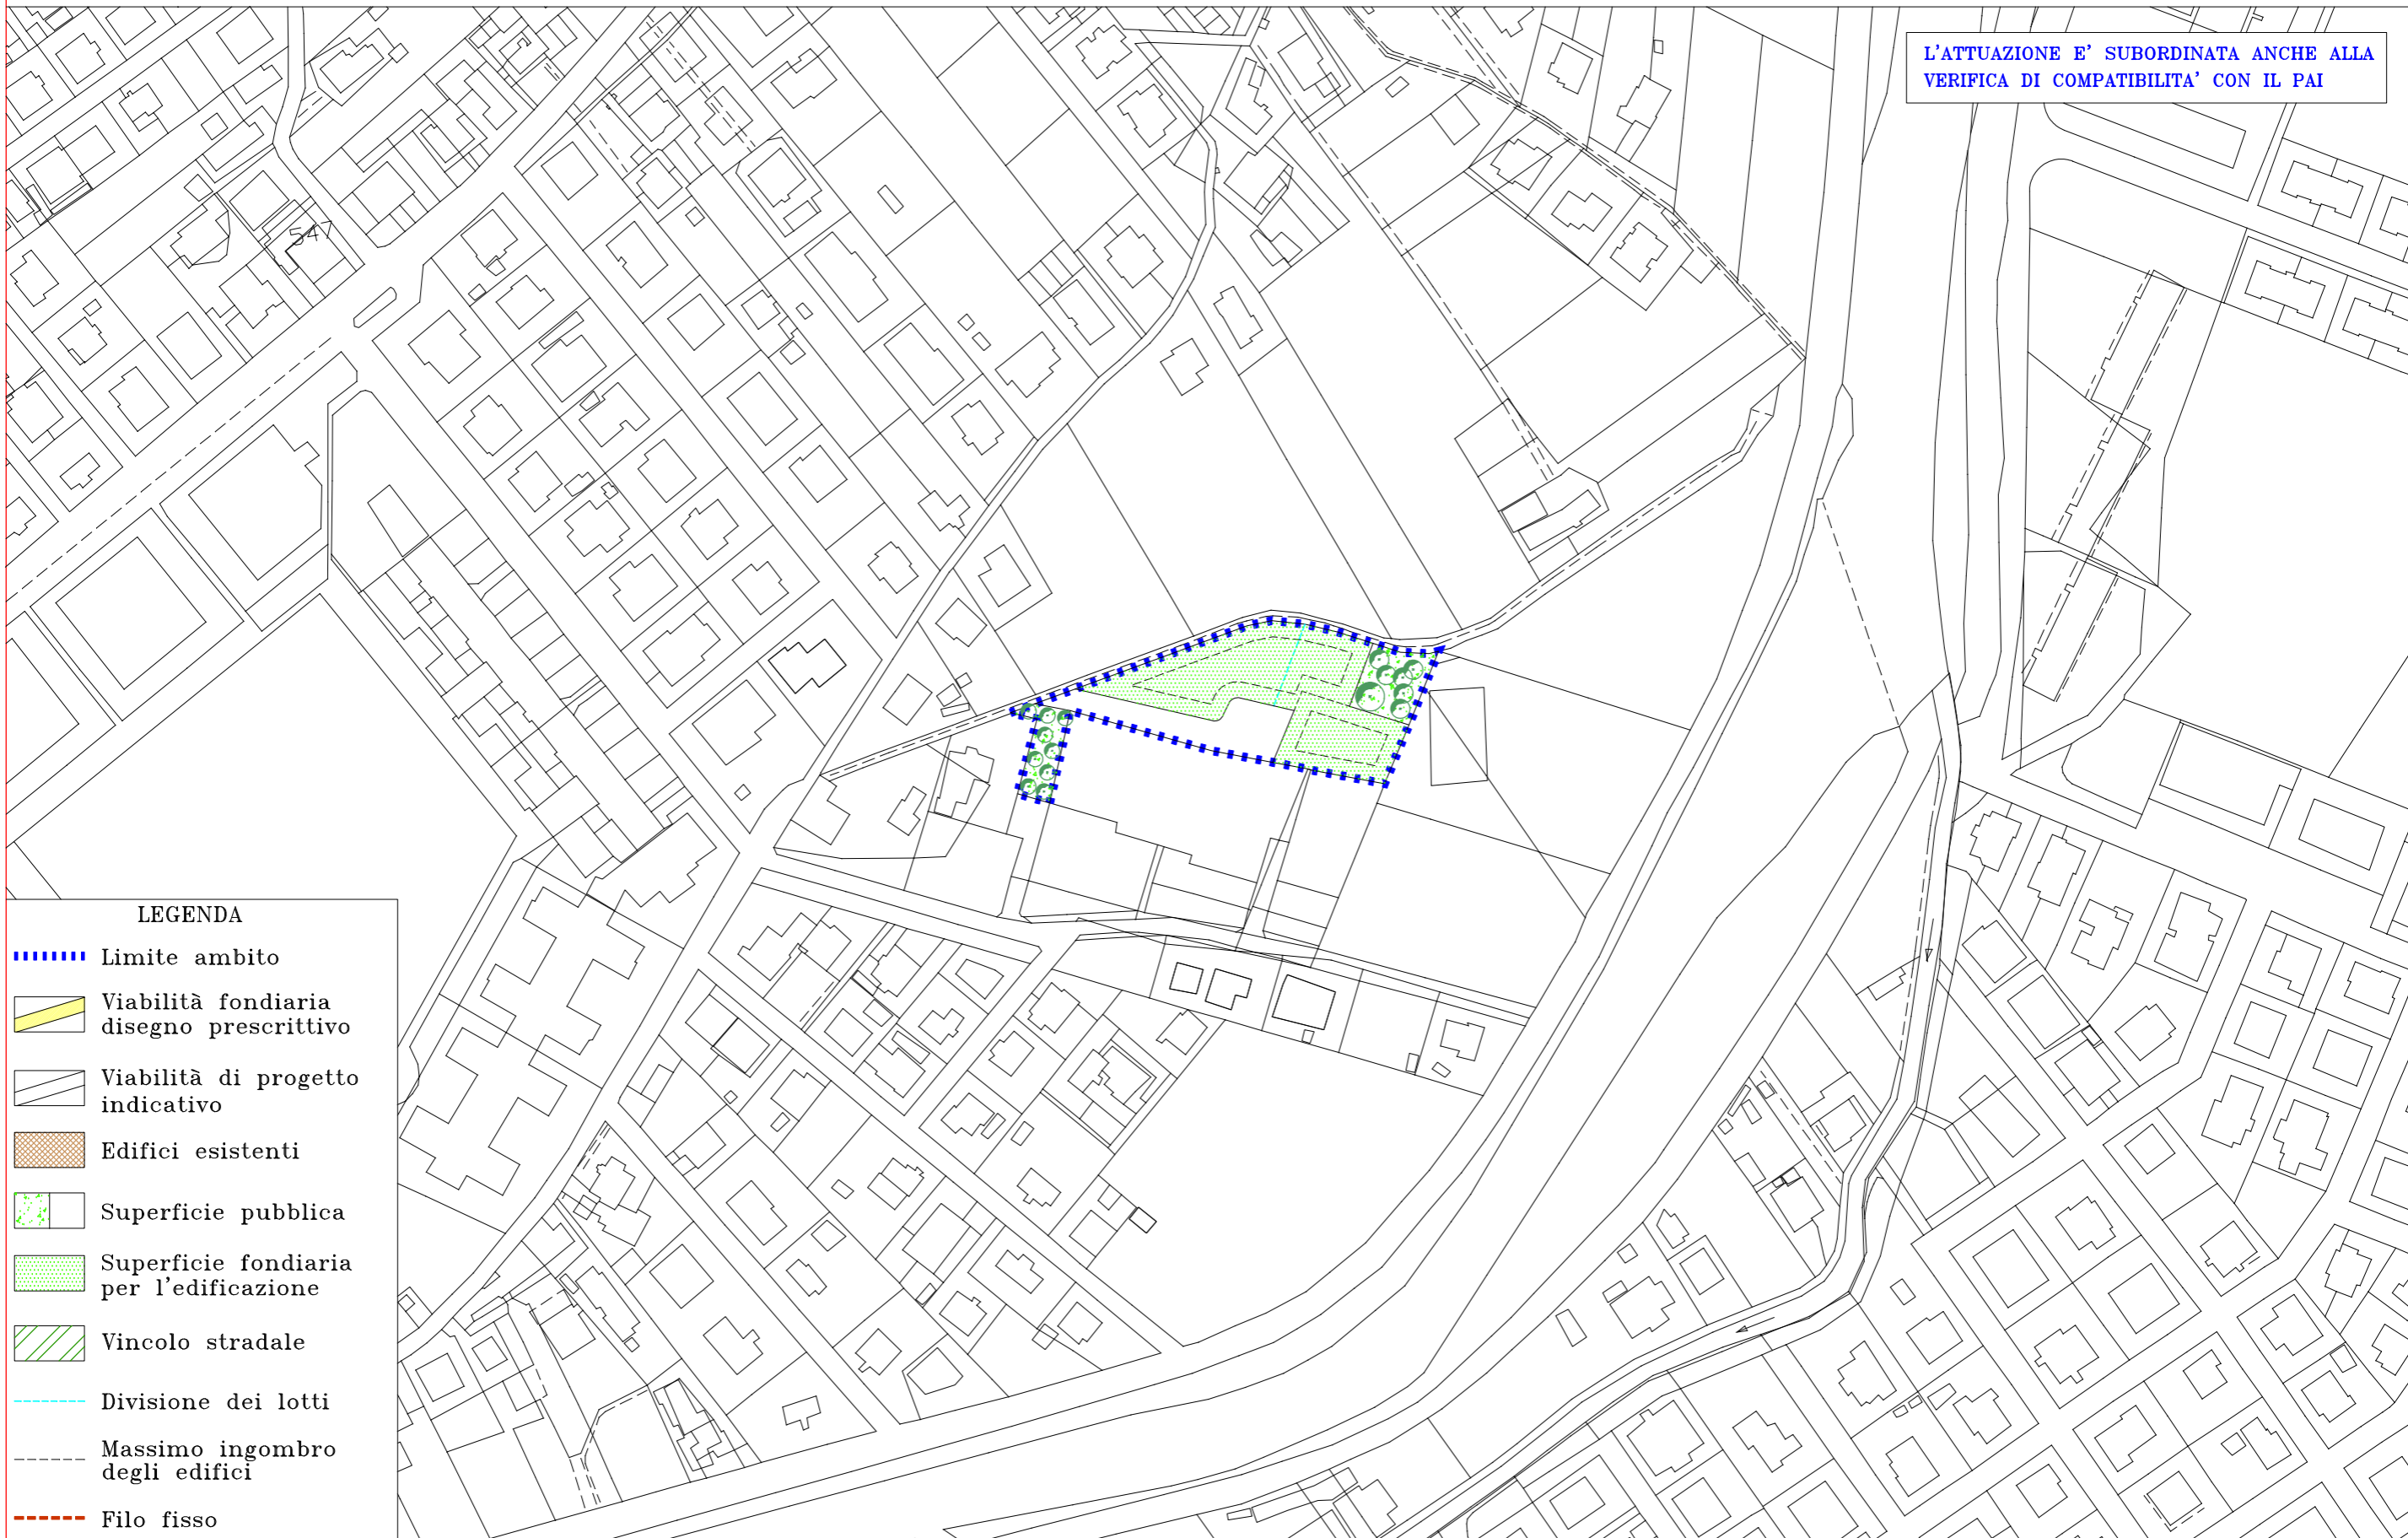 L'ATTUAZIONE E' SUBORDINATA ANCHE ALLA
VERIFICA DI COMPATIBILITA' CON IL PAI
547
LEGENDA
Limite ambito
Viabilità fondiaria
disegno prescrittivo
Viabilità di progetto
indicativo
Edifici esistenti
Superficie pubblica
Superficie fondiaria
per l'edificazione
Vincolo stradale
Divisione dei lotti
Massimo ingombro
degli edifici
Filo fisso